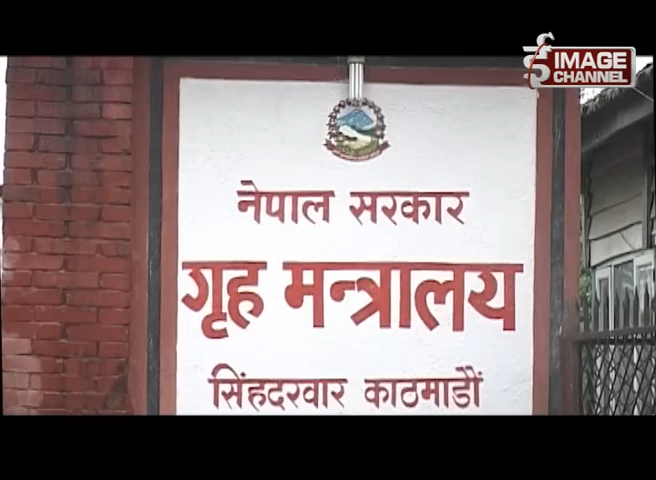 IMAGE
CHANNEL
नेपाल सरकार
गृह मन्त्रालय
सिंहदरवार काठमाडौं